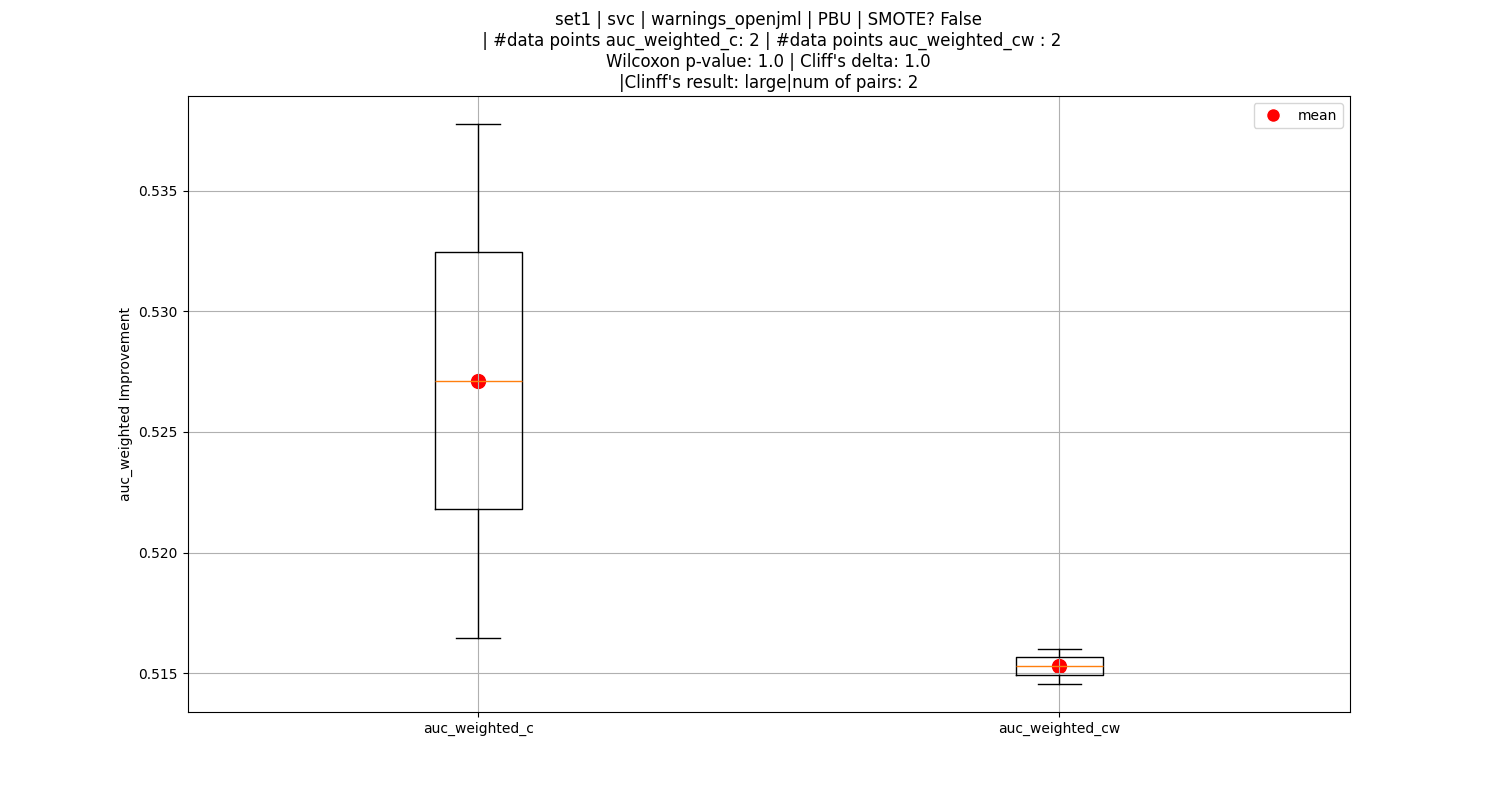 set1 | svc | warnings_openjml | PBU | SMOTE? False
| #data points auc_weighted_c: 2 | #data points auc_weighted_cw : 2
Wilcoxon p-value: 1.0 | Cliff's delta: 1.0
|Clinff's result: large|num of pairs: 2
mean
0.535
0.530
0.525
0.520
0.515
auc_weighted Improvement
auc_weighted_c
auc_weighted_cw